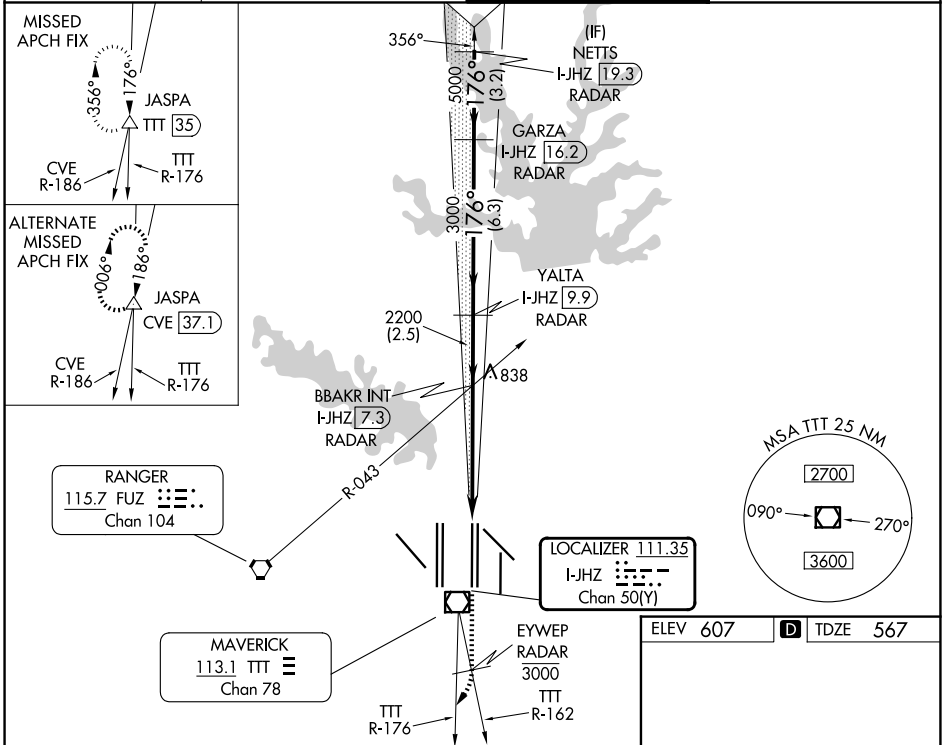 MISSED
APCH FIX
356°
176°
JASPA
TTT 35
CVE
R-186
TTT
R-176
ALTERNATE
MISSED
APCH FIX
006°
186°
JASPA
CVE 37.1
CVE
R-186
TTT
R-176
356°
(IF)
NETTS
I-JHZ 19.3
RADAR
5000
176°
(3.2)
GARZA
I-JHZ 16.2
RADAR
3000
176°
(6.3)
YALTA
I-JHZ 9.9
RADAR
2200
(2.5)
838
BBAKR INT
I-JHZ 7.3
RADAR
R-043
RANGER
115.7 FUZ
Chan 104
MSA TTT 25 NM
2700
090°
270°
3600
LOCALIZER 111.35
I-JHZ
Chan 50(Y)
MAVERICK
113.1 TTT
Chan 78
EYWEP
RADAR
3000
TTT
R-176
TTT
R-162
ELEV 607 D TDZE 567